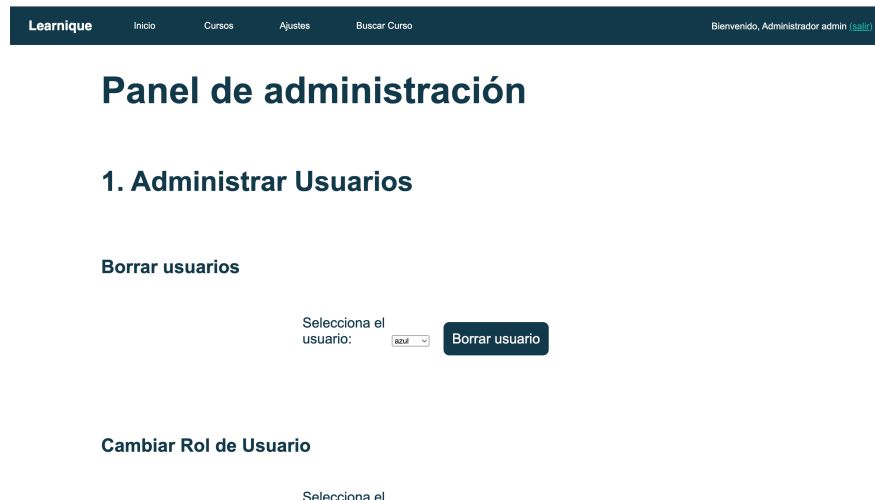 Learnique Inicio Cursos Ajustes Buscar Curso Bienvenido, Administrador admin (salir)
Panel de administración
1. Administrar Usuarios
Borrar usuarios
Selecciona el
usuario: azul Borrar usuario
Cambiar Rol de Usuario
Selecciona el